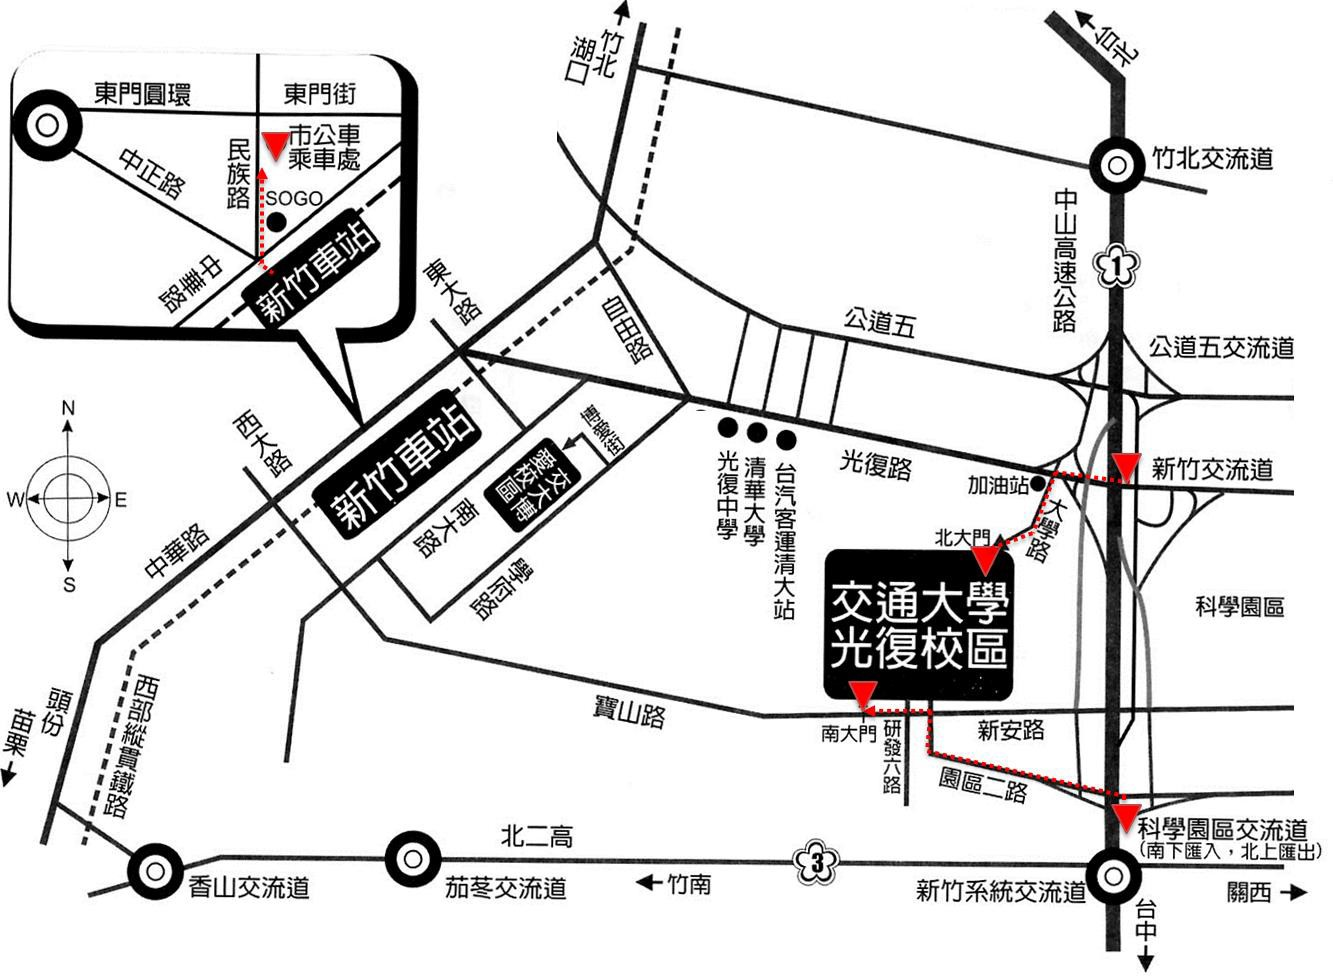 竹北
湖口
台北
東門圓環
東門街
市公車
乘車處
民族路
中正路
SOGO
中華路
新竹車站
竹北交流道
中山高速公路
1
東大路
自由路
公道五
公道五交流道
N
W
E
S
西大路
新竹車站
博愛街
交大博
愛校區
南大路
學府路
光復中學
清華大學
台汽客運清大站
光復路
加油站
新竹交流道
大學路
北大門
交通大學
光復校區
科學園區
中華路
頭份
苗栗
西部縱貫鐵路
寶山路
南大門
研發六路
新安路
園區二路
科學園區交流道
(南下匯入，北上匯出)
北二高
3
香山交流道
茄苳交流道
竹南
新竹系統交流道
關西
台中